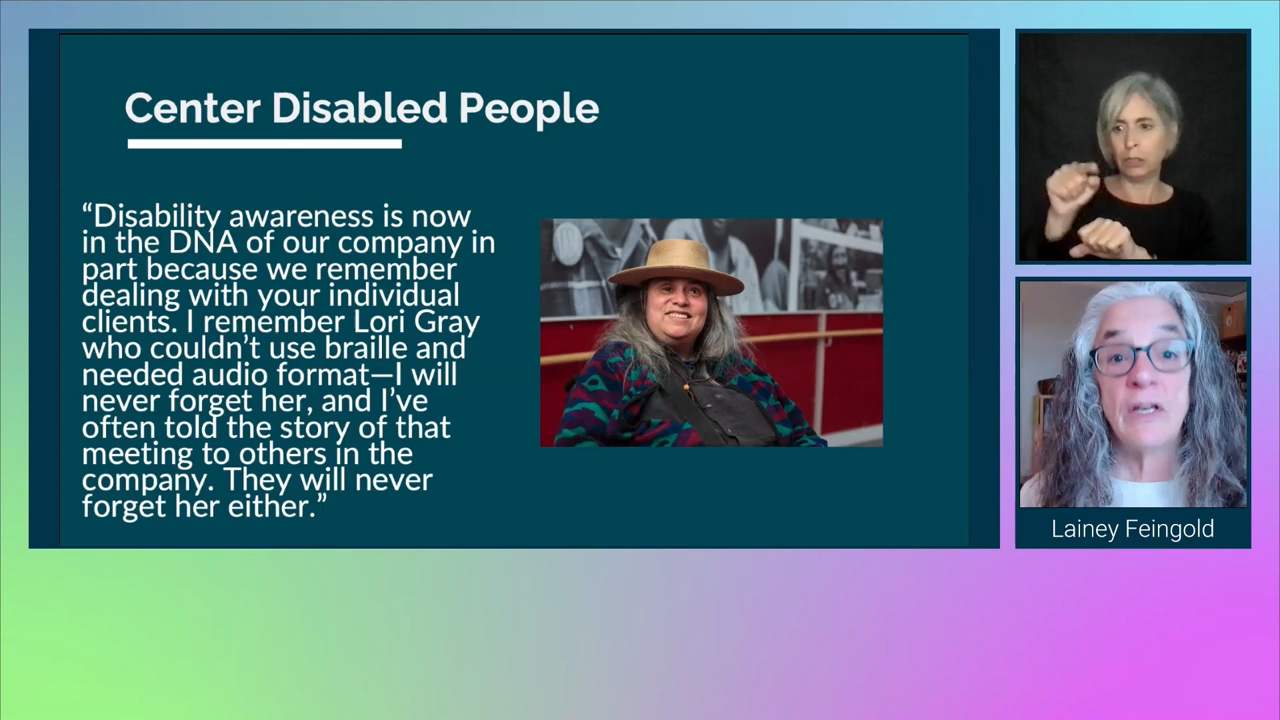 Center Disabled People
“Disability awareness is now
in the DNA of our company in
part because we remember
dealing with your individual
clients. I remember Lori Gray
who couldn’t use braille and
needed audio format—I will
never forget her, and I’ve
often told the story of that
meeting to others in the
company. They will never
forget her either.”
Lainey Feingold